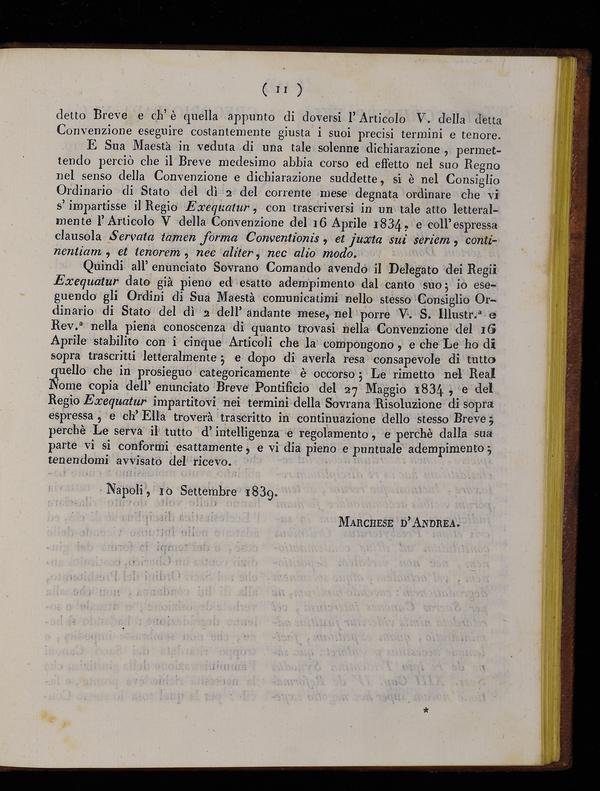 ( 11 )
detto Breve e ch' è quella appunto di doversi l' Articolo V. della detta
Convenzione eseguire costantemente giusta i suoi precisi termini e tenore.
E Sua Maestà in veduta di una tale solenne dichiarazione , permet-
tendo perciò che il Breve medesimo abbia corso ed effetto nel suo Regno
nel senso della Convenzione e dichiarazione suddette, si è nel Consiglio
Ordinario di Stato del dì 2 del corrente mese degnata ordinare che vi
s' impartisse il Regio Exequatur , con trascriversi in un tale atto letteral-
mente l' Articolo V della Convenzione del 16 Aprile 1834, e coll' espressa
clausola Servata tamen forma Conventionis , et juxta sui seriem , conti-
nentiam , et tenorem , nec aliter, nec alio modo.
Quindi all' enunciato Sovrano Comando avendo il Delegato dei Regii
Exequatur dato già pieno ed esatto adempimento dal canto suo ; io ese-
guendo gli Ordini di Sua Maestà comunicatimi nello stesso Consiglio Or-
dinario di Stato del dì 2 dell' andante mese, nel porre V. S. Illustr.ª e
Rev.ª nella piena conoscenza di quanto trovasi nella Convenzione del 16
Aprile stabilito con i cinque Articoli che la compongono , e che Le ho di
sopra trascritti letteralmente ; e dopo di averla resa consapevole di tutto
quello che in prosieguo categoricamente è occorso ; Le rimetto nel Real
Nome copia dell' enunciato Breve Pontificio del 27 Maggio 1834 , e del
Regio Exequatur impartitovi nei termini della Sovrana Risoluzione di sopra
espressa , e ch' Ella troverà trascritto in continuazione dello stesso Breve ;
perchè Le serva il tutto d' intelligenza e regolamento , e perchè dalla sua
parte vi si conformi esattamente , e vi dia pieno e puntuale adempimento ;
tenendomi avvisato del ricevo.
Napoli , 10 Settembre 1839.
MARCHESE D' ANDREA.
*